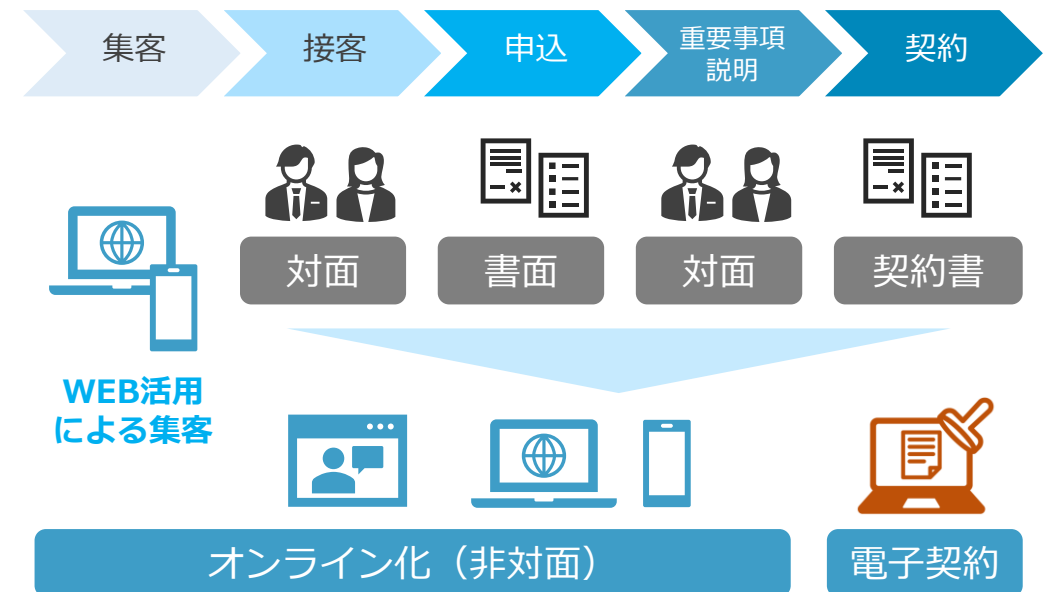 集客
接客
申込
重要事項
説明
契約
対面
書面
対面
契約書
WEB活用
による集客
オンライン化（非対面）
電子契約